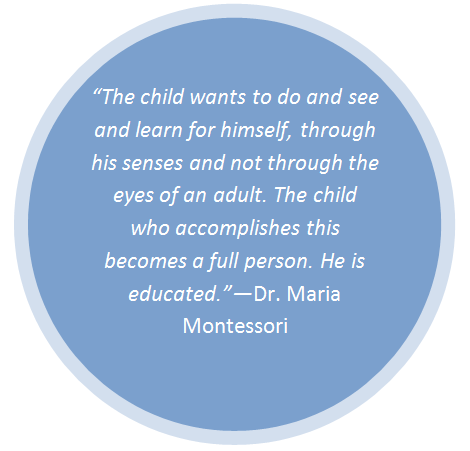 “The child wants to do and see
and learn for himself, through
his senses and not through the
eyes of an adult. The child
who accomplishes this
becomes a full person. He is
educated.”—Dr. Maria
Montessori